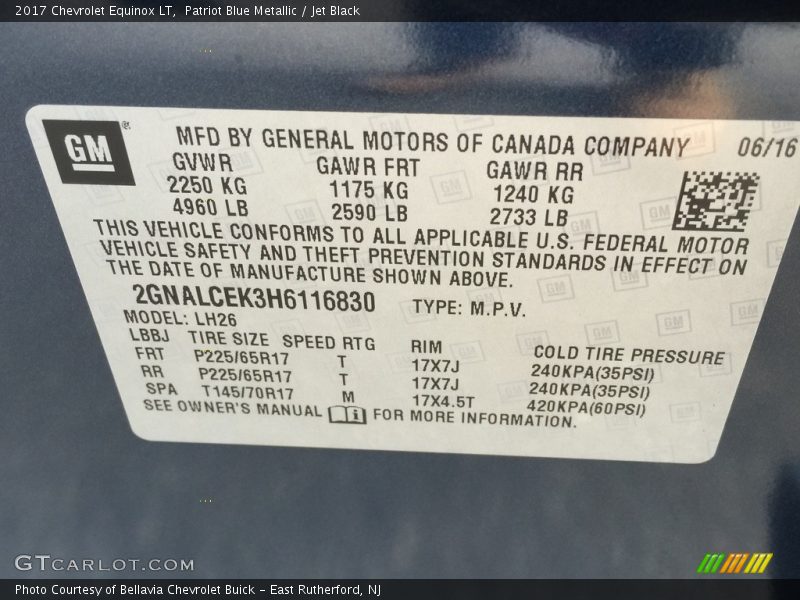 2017 Chevrolet Equinox LT, Patriot Blue Metallic / Jet Black
GM®
MFD BY GENERAL MOTORS OF CANADA COMPANY 06/16
GVWR GAWR FRT GAWR RR
2250 KG 1175 KG 1240 KG
4960 LB 2590 LB 2733 LB
THIS VEHICLE CONFORMS TO ALL APPLICABLE U.S. FEDERAL MOTOR
VEHICLE SAFETY AND THEFT PREVENTION STANDARDS IN EFFECT ON
THE DATE OF MANUFACTURE SHOWN ABOVE.
2GNALCEK3H6116830 TYPE: M.P.V.
MODEL: LH26
LBBJ TIRE SIZE SPEED RTG RIM COLD TIRE PRESSURE
FRT P225/65R17 T 17X7J 240KPA(35PSI)
RR P225/65R17 T 17X7J 240KPA(35PSI)
SPA T145/70R17 M 17X4.5T 420KPA(60PSI)
SEE OWNER'S MANUAL FOR MORE INFORMATION.
GTCARLOT.COM
Photo Courtesy of Bellavia Chevrolet Buick - East Rutherford, NJ